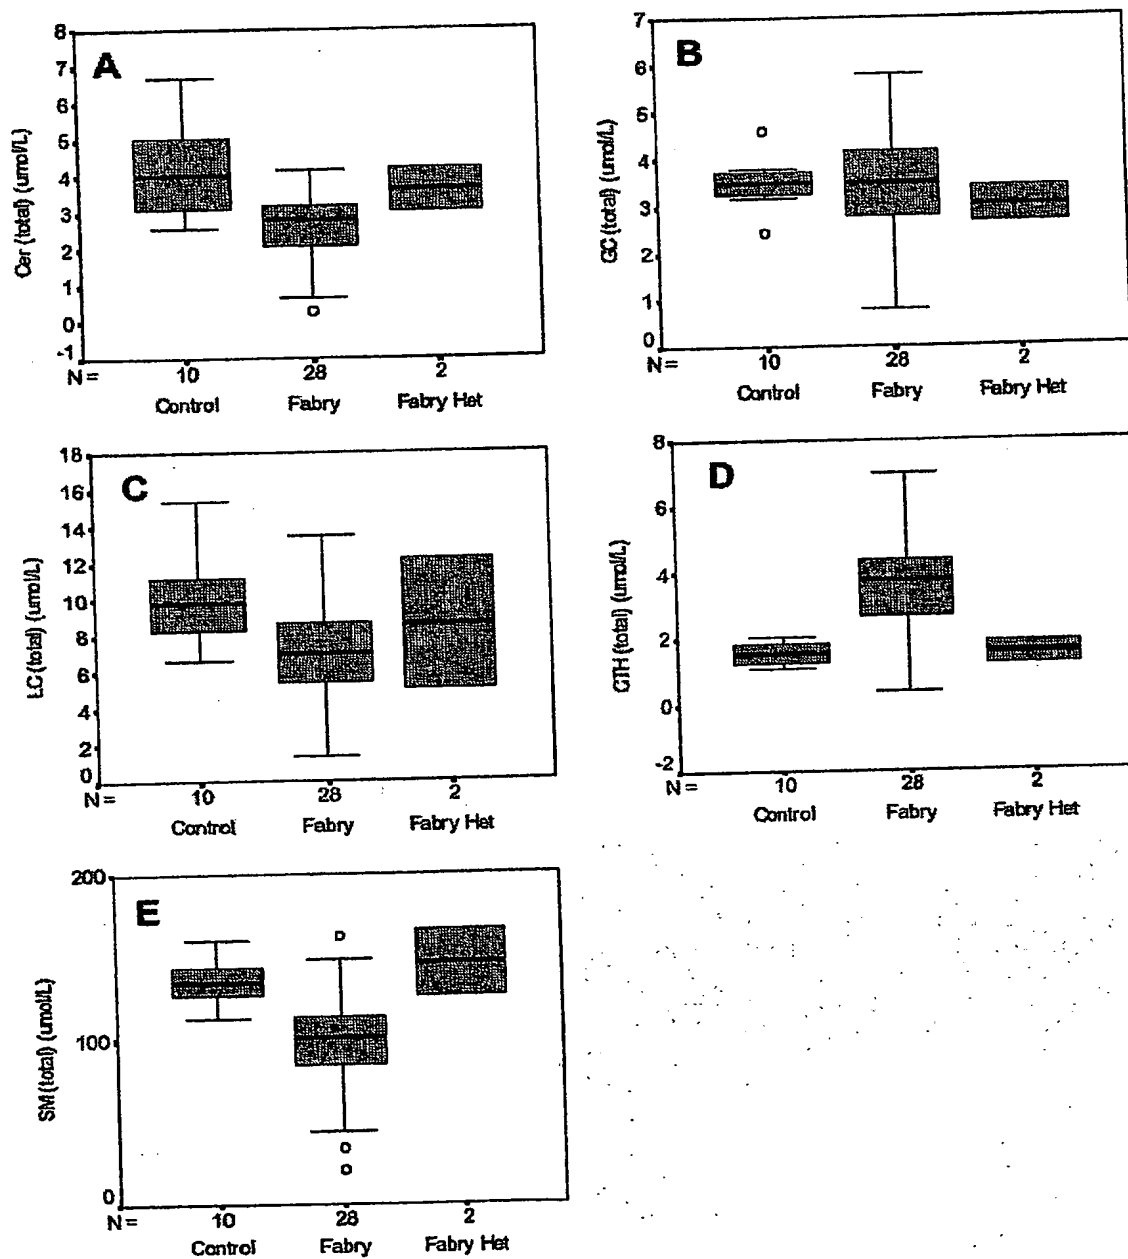 A
Cer (total) (umol/L)
8
7
6
5
4
3
2
1
0
-1
N =
10
28
2
Control
Fabry
Fabry Het
B
GC (total) (umol/L)
7
6
5
4
3
2
1
0
N =
10
28
2
Control
Fabry
Fabry Het
C
LC (total) (umol/L)
18
16
14
12
10
8
6
4
2
0
N =
10
28
2
Control
Fabry
Fabry Het
D
CTH (total) (umol/L)
8
6
4
2
0
-2
N =
10
28
2
Control
Fabry
Fabry Het
E
SM (total) (umol/L)
200
100
0
N =
10
28
2
Control
Fabry
Fabry Het